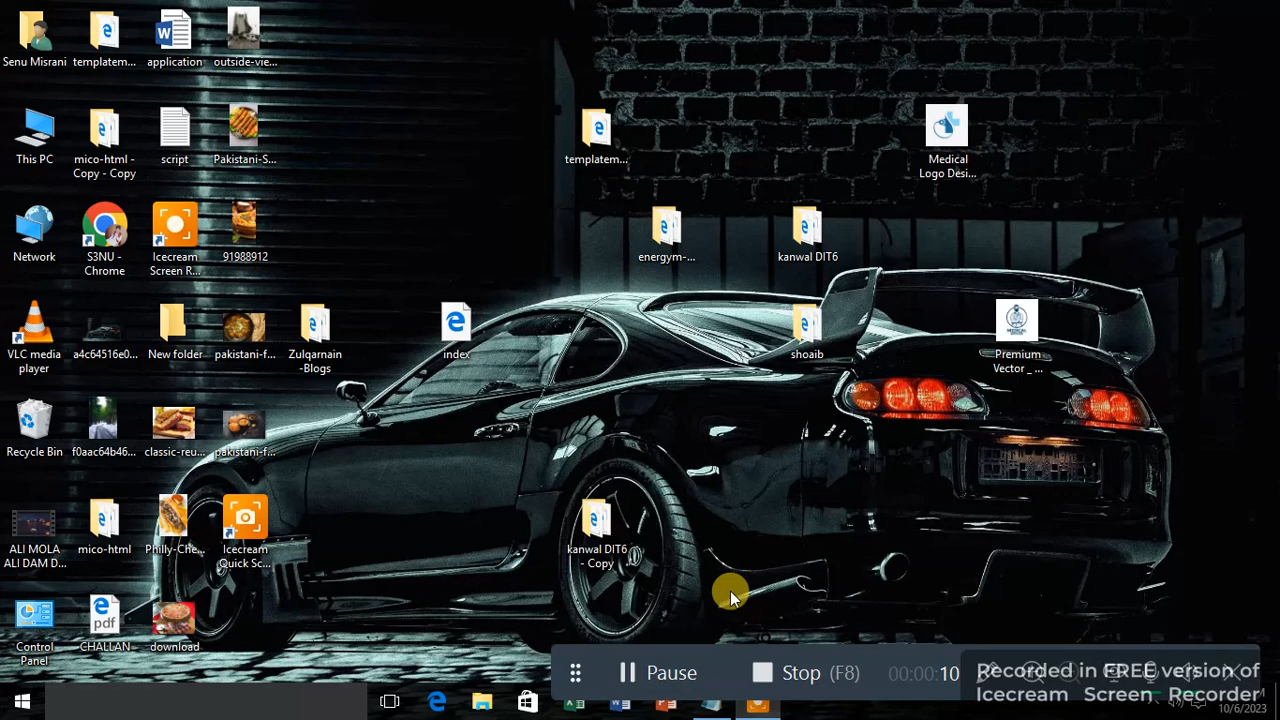 Senu Misrani
templatem...
application
outside-vie...
This PC
mico-html -
Copy - Copy
script
Pakistani-S...
templatem...
Medical
Logo Desi...
Network
S3NU -
Chrome
Icecream
Screen R...
91988912
energym-...
kanwal DIT6
VLC media
player
a4c64516e0...
New folder
pakistani-f...
Zulqarnain
-Blogs
index
shoaib
Premium
Vector _ ...
Recycle Bin
f0aac64b46...
classic-reu...
pakistani-f...
ALI MOLA
ALI DAM D...
mico-html
Philly-Che...
Icecream
Quick Sc...
kanwal DIT6
- Copy
Control
Panel
pdf
CHALLAN
download
Pause
Stop (F8)
00:00:10
Recorded in FREE version of
Icecream Screen Recorder
10/6/2023